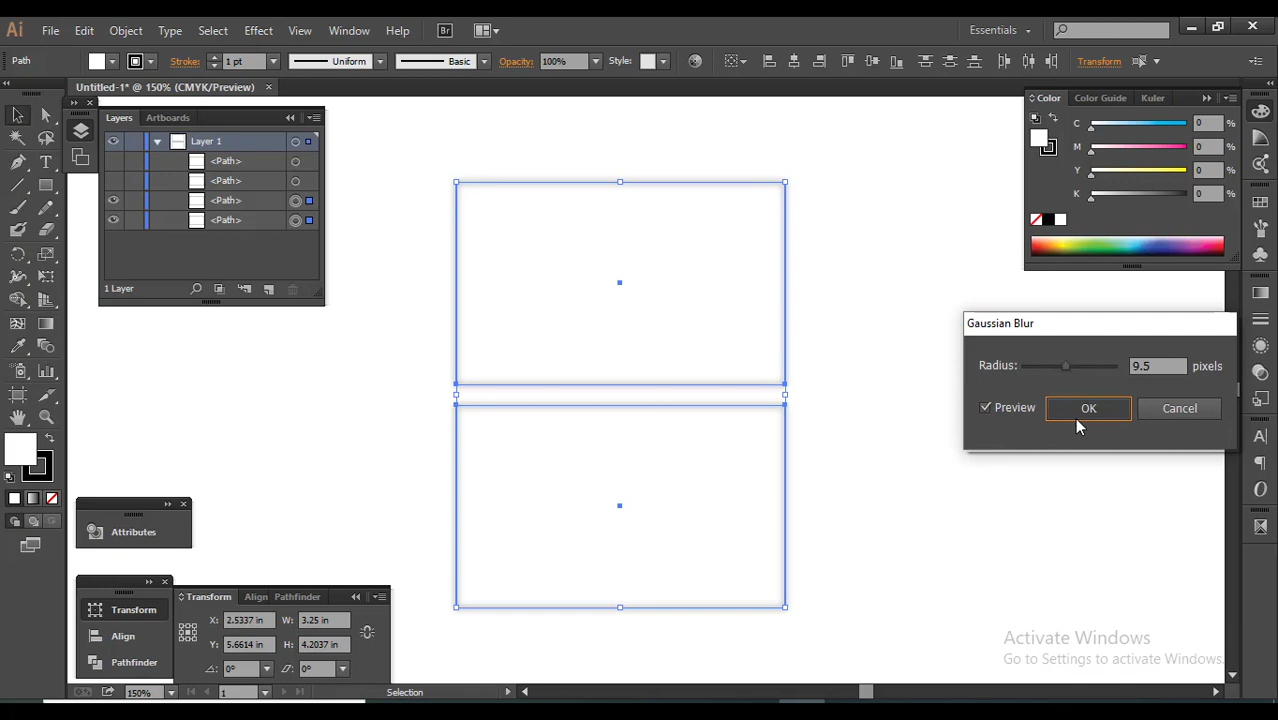 Ai File Edit Object Type Select Effect View Window Help Br Essentials
Path Stroke: 1 pt Uniform Basic Opacity: 100% Style: Transform
Untitled-1* @ 150% (CMYK/Preview)
Layers Artboards
Layer 1
<Path>
<Path>
<Path>
<Path>
1 Layer
Color Color Guide Kuler
C 0 %
M 0 %
Y 0 %
K 0 %
Gaussian Blur
Radius: 9.5 pixels
Preview OK Cancel
Attributes
Transform
Align
Pathfinder
Transform Align Pathfinder
X: 2.5337 in W: 3.25 in
Y: 5.6614 in H: 4.2037 in
0° 0°
Activate Windows
Go to Settings to activate Windows.
150% 1 Selection